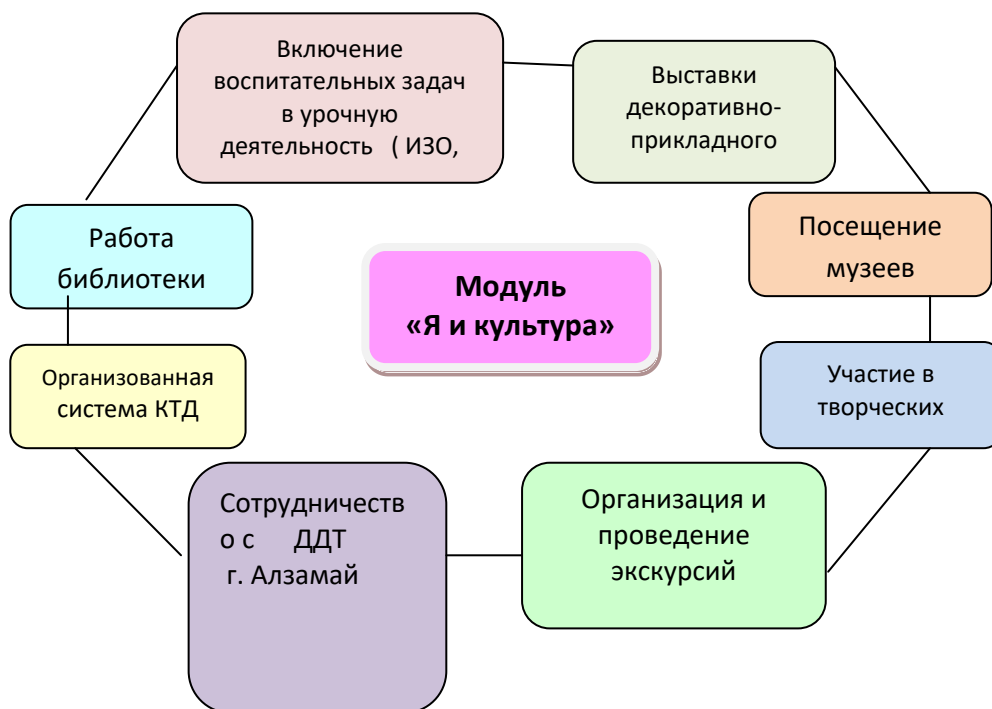 Включение
воспитательных задач
в урочную
деятельность ( ИЗО,
Выставки
декоративно-
прикладного
Работа
библиотеки
Посещение
музеев
Модуль
«Я и культура»
Организованная
система КТД
Участие в
творческих
Сотрудничеств
о с ДДТ
г. Алзамай
Организация и
проведение
экскурсий